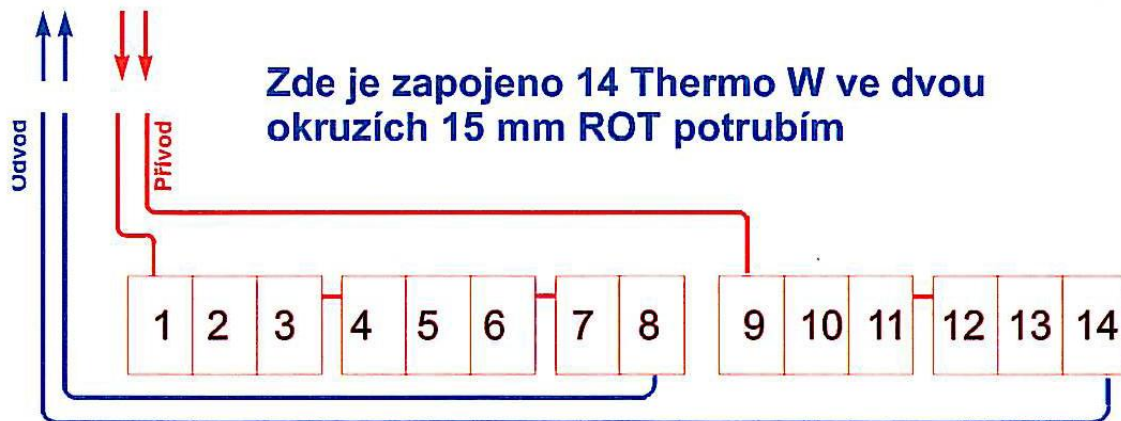 Zde je zapojeno 14 Thermo W ve dvou
okruzích 15 mm ROT potrubím
Odvod
Přívod
1 2 3 4 5 6 7 8 9 10 11 12 13 14